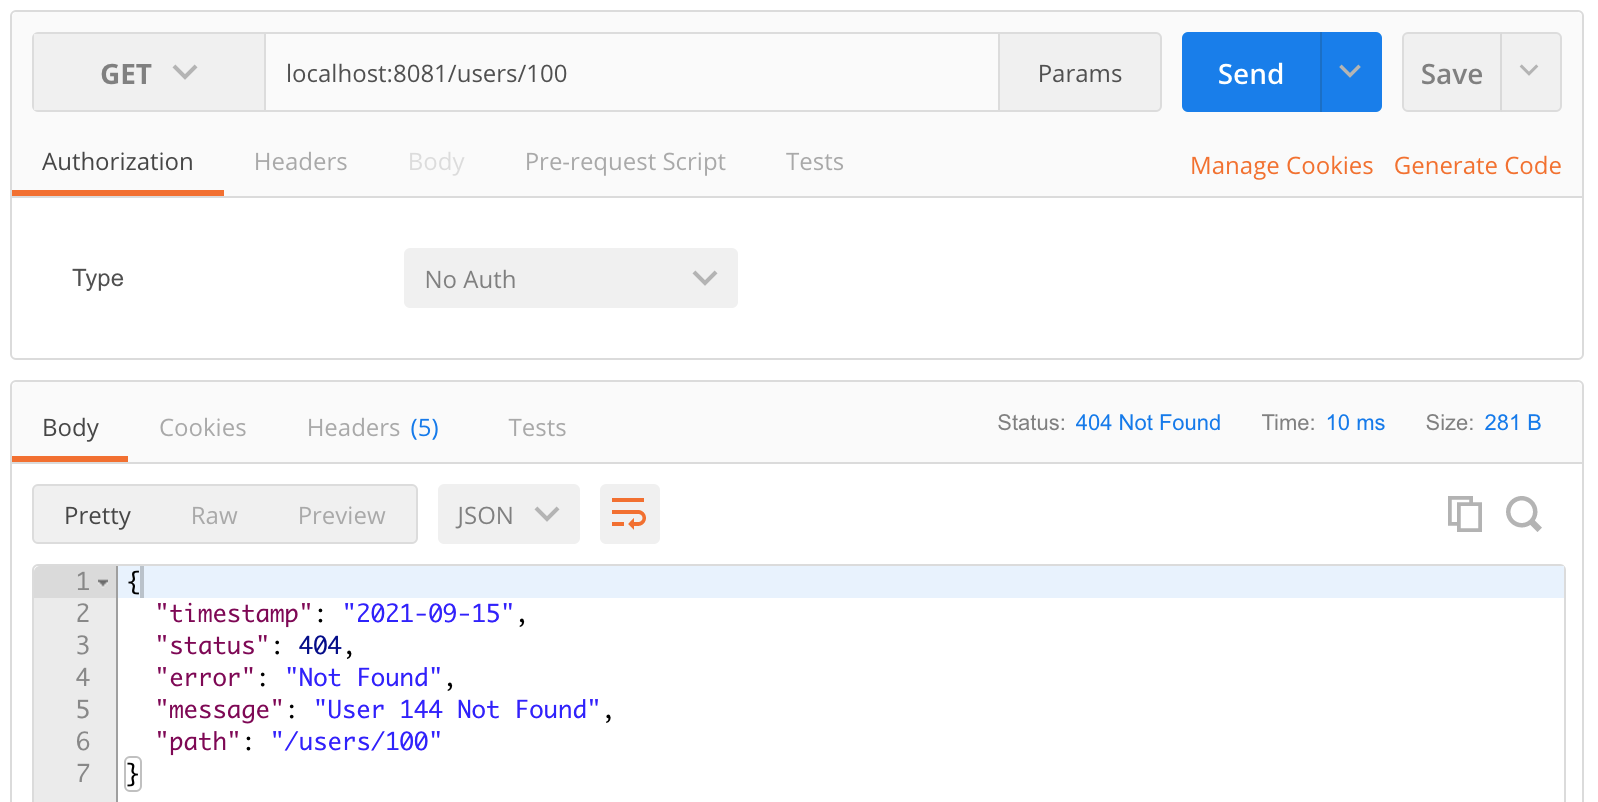 GET localhost:8081/users/100 Params Send Save
Authorization Headers Body Pre-request Script Tests Manage Cookies Generate Code
Type No Auth
Body Cookies Headers (5) Tests Status: 404 Not Found Time: 10 ms Size: 281 B
Pretty Raw Preview JSON
1 {
2 "timestamp": "2021-09-15",
3 "status": 404,
4 "error": "Not Found",
5 "message": "User 144 Not Found",
6 "path": "/users/100"
7 }